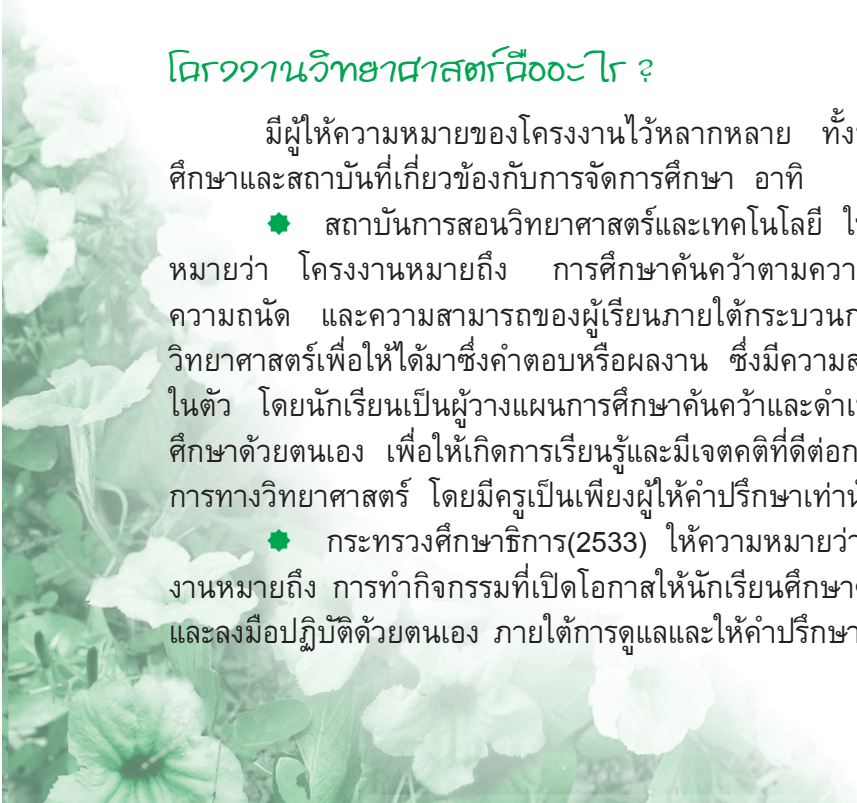 โครงงานวิทยาศาสตร์คืออะไร ?
มีผู้ให้ความหมายของโครงงานไว้หลากหลาย ทั้ง
ศึกษาและสถาบันที่เกี่ยวข้องกับการจัดการศึกษา อาทิ
สถาบันการสอนวิทยาศาสตร์และเทคโนโลยี
หมายว่า โครงงานหมายถึง การศึกษาค้นคว้าตามควา
ความถนัด และความสามารถของผู้เรียนภายใต้กระบวน
วิทยาศาสตร์เพื่อให้ได้มาซึ่งคำตอบหรือผลงาน ซึ่งมีความ
ในตัว โดยนักเรียนเป็นผู้วางแผนการศึกษาค้นคว้าและดำเ
ศึกษาด้วยตนเอง เพื่อให้เกิดการเรียนรู้และมีเจตคติที่ดีต่อ
การทางวิทยาศาสตร์ โดยมีครูเป็นเพียงผู้ให้คำปรึกษาเท่า
กระทรวงศึกษาธิการ(2533) ให้ความหมายว่า
งานหมายถึง การทำกิจกรรมที่เปิดโอกาสให้นักเรียนศึกษา
และลงมือปฏิบัติด้วยตนเอง ภายใต้การดูแลและให้คำปรึกษา